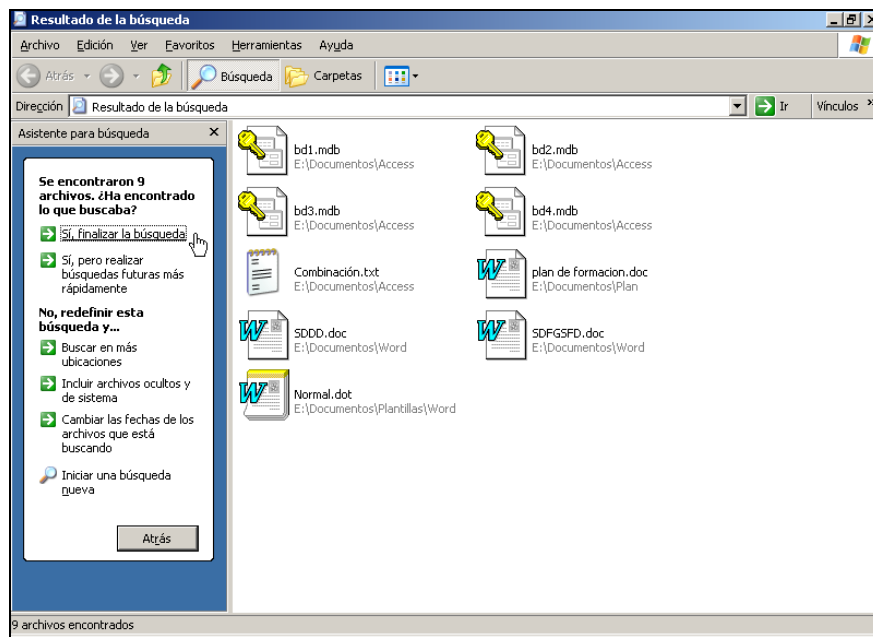 Resultado de la búsqueda
Archivo Edición Ver Favoritos Herramientas Ayuda
Atrás Búsqueda Carpetas
Dirección Resultado de la búsqueda Ir Vínculos »
Asistente para búsqueda
Se encontraron 9
archivos. ¿Ha encontrado
lo que buscaba?
Sí, finalizar la búsqueda
Sí, pero realizar
búsquedas futuras más
rápidamente
No, redefinir esta
búsqueda y...
Buscar en más
ubicaciones
Incluir archivos ocultos y
de sistema
Cambiar las fechas de los
archivos que está
buscando
Iniciar una búsqueda
nueva
Atrás
bd1.mdb
E:\Documentos\Access
bd2.mdb
E:\Documentos\Access
bd3.mdb
E:\Documentos\Access
bd4.mdb
E:\Documentos\Access
Combinación.txt
E:\Documentos\Access
plan de formacion.doc
E:\Documentos\Plan
SDDD.doc
E:\Documentos\Word
SDFGSFD.doc
E:\Documentos\Word
Normal.dot
E:\Documentos\Plantillas\Word
9 archivos encontrados